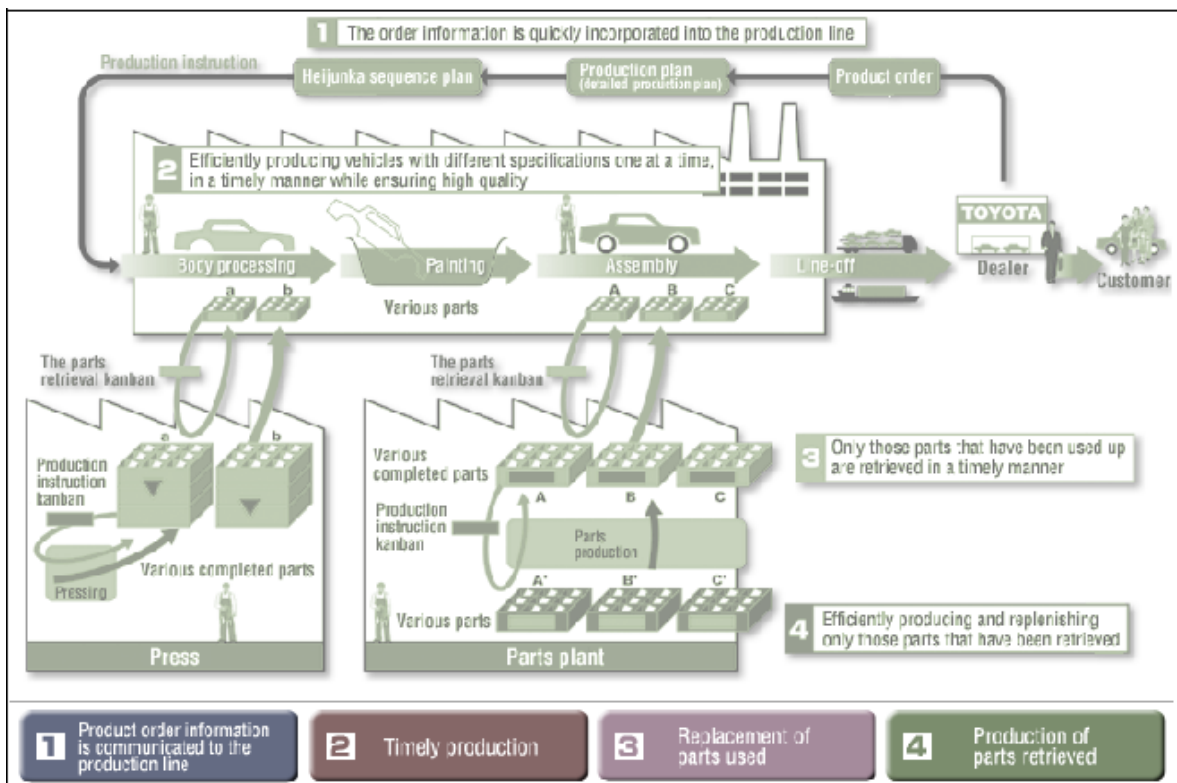 1 The order information is quickly incorporated into the production line
Production instruction
Heijunka sequence plan
Production plan
(detailed production plan)
Product order
2 Efficiently producing vehicles with different specifications one at a time,
in a timely manner while ensuring high quality
TOYOTA
Body processing
Painting
Assembly
Line-off
Dealer
Customer
a b
Various parts
A B C
The parts
retrieval kanban
The parts
retrieval kanban
a b
Production
instruction
kanban
Pressing
Various completed parts
Press
Various
completed parts
A B C
Production
instruction
kanban
Parts
production
A' B' C'
Various parts
Parts plant
3 Only those parts that have been used up
are retrieved in a timely manner
4 Efficiently producing and replenishing
only those parts that have been retrieved
1 Product order information
is communicated to the
production line
2 Timely production
3 Replacement of
parts used
4 Production of
parts retrieved